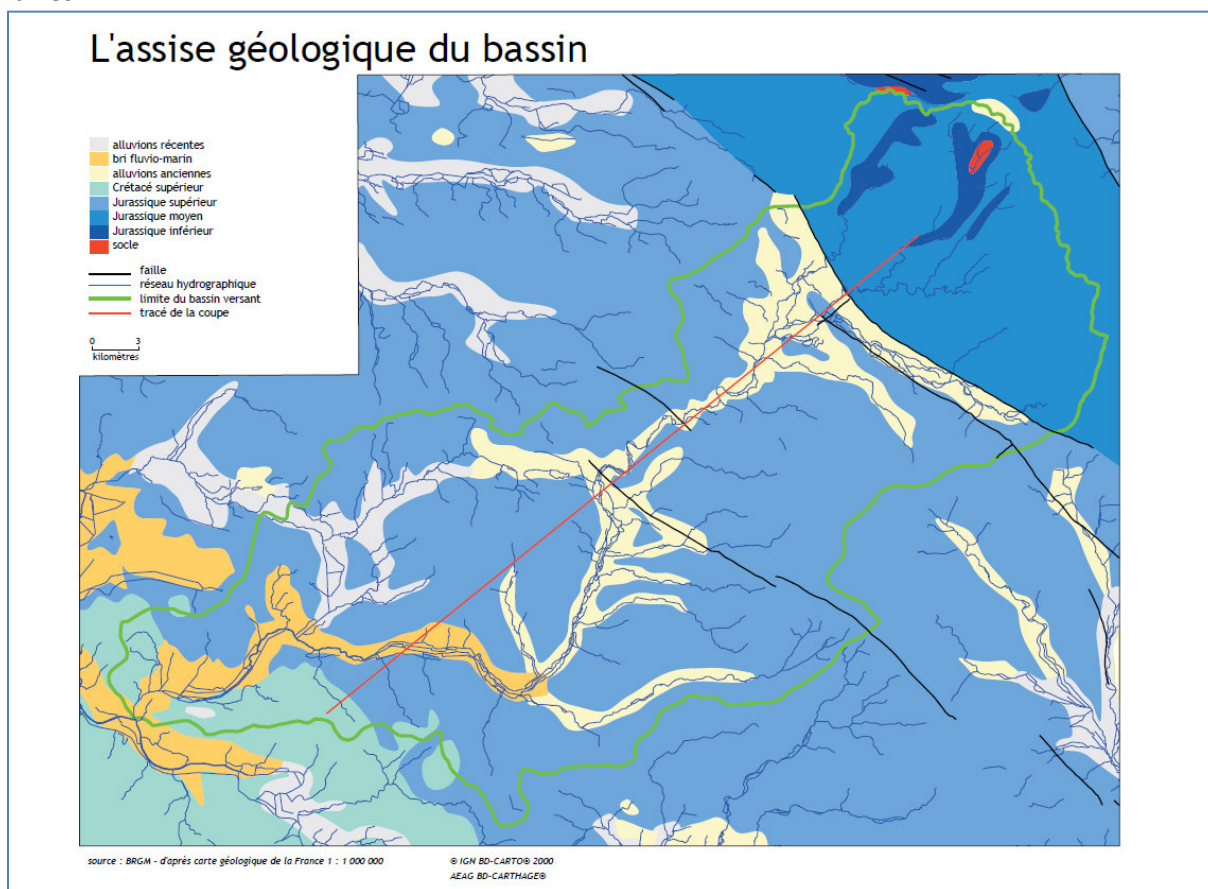 L'assise géologique du bassin
alluvions récentes
bri fluvio-marin
alluvions anciennes
Crétacé supérieur
Jurassique supérieur
Jurassique moyen
Jurassique inférieur
socle
faille
réseau hydrographique
limite du bassin versant
tracé de la coupe
0 3
kilomètres
source : BRGM - d'après carte géologique de la France 1 : 1 000 000
© IGN BD-CARTO® 2000
AEAG BD-CARTHAGE®